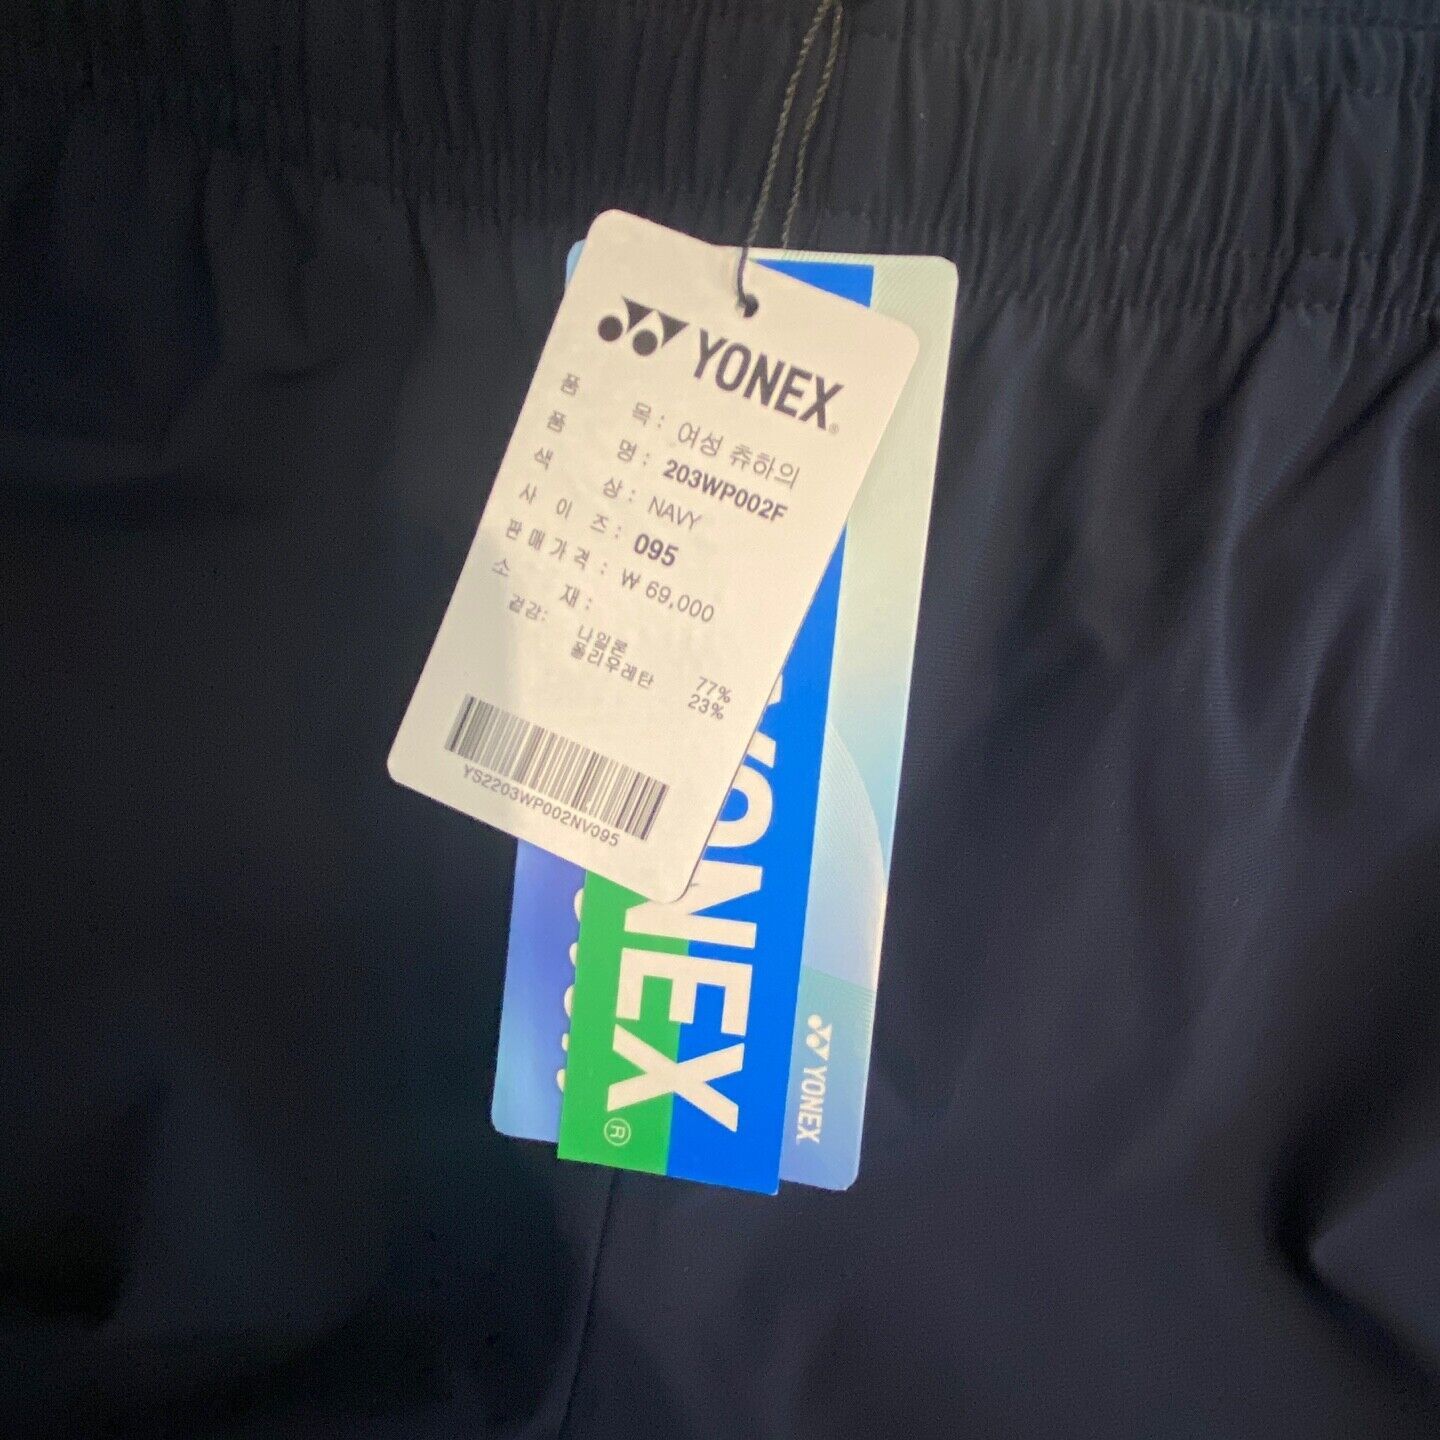 YONEX®
품 목 : 여성 츄하의
품 명 : 203WP002F
색 상 : NAVY
사 이 즈 : 095
판 매 가 격 : ₩ 69,000
소 재 :
겉감: 나일론 77%
폴리우레탄 23%
YS2203WP002NV095
YONEX®
YONEX